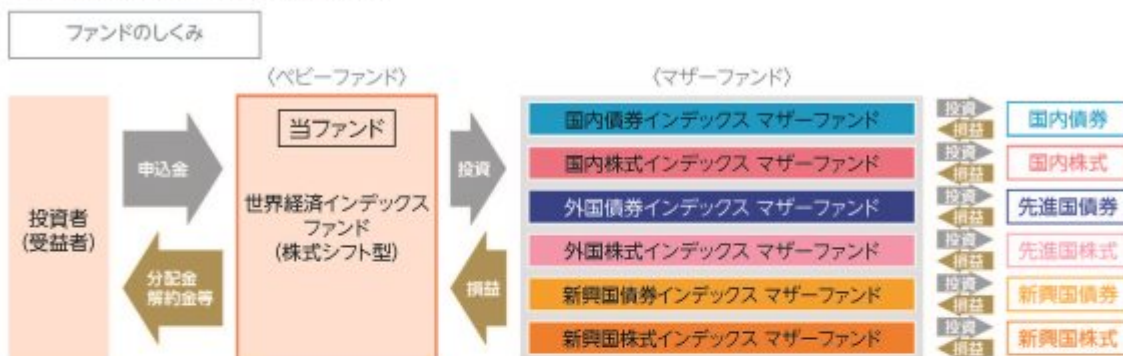 ファンドのしくみ
〈ベビーファンド〉
〈マザーファンド〉
投資者
(受益者)
申込金
分配金
解約金等
当ファンド
世界経済インデックス
ファンド
(株式シフト型)
投資
損益
国内債券インデックス マザーファンド
投資
損益
国内債券
国内株式インデックス マザーファンド
投資
損益
国内株式
外国債券インデックス マザーファンド
投資
損益
先進国債券
外国株式インデックス マザーファンド
投資
損益
先進国株式
新興国債券インデックス マザーファンド
投資
損益
新興国債券
新興国株式インデックス マザーファンド
投資
損益
新興国株式